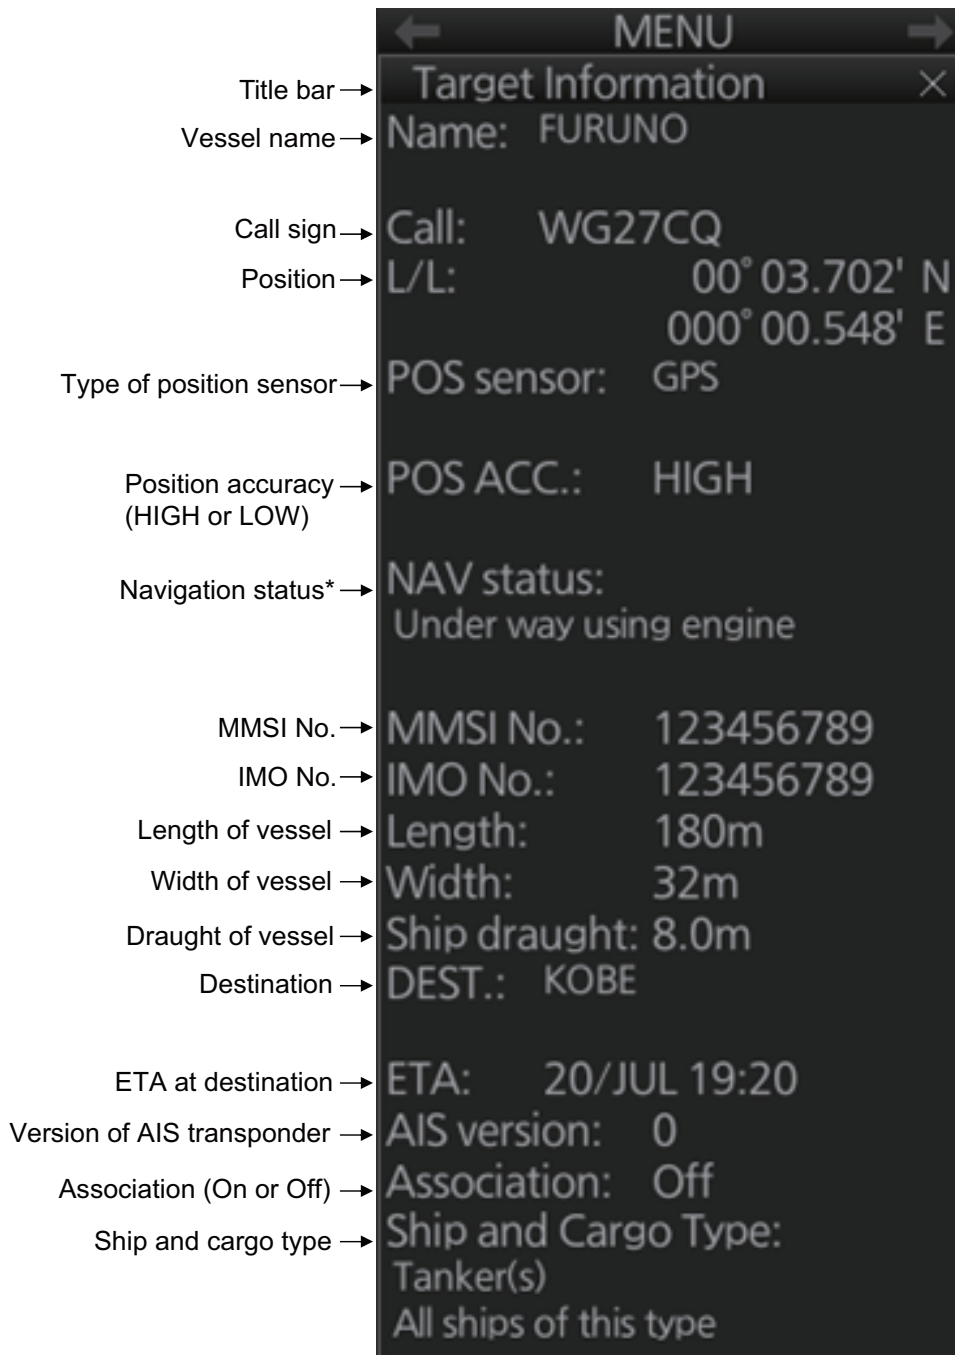 MENU
Title bar Target Information
Vessel name Name: FURUNO
Call sign Call: WG27CQ
Position L/L: 00° 03.702' N
000° 00.548' E
Type of position sensor POS sensor: GPS
Position accuracy POS ACC.: HIGH
(HIGH or LOW)
Navigation status* NAV status:
Under way using engine
MMSI No. MMSI No.: 123456789
IMO No. IMO No.: 123456789
Length of vessel Length: 180m
Width of vessel Width: 32m
Draught of vessel Ship draught: 8.0m
Destination DEST.: KOBE
ETA at destination ETA: 20/JUL 19:20
Version of AIS transponder AIS version: 0
Association (On or Off) Association: Off
Ship and cargo type Ship and Cargo Type:
Tanker(s)
All ships of this type